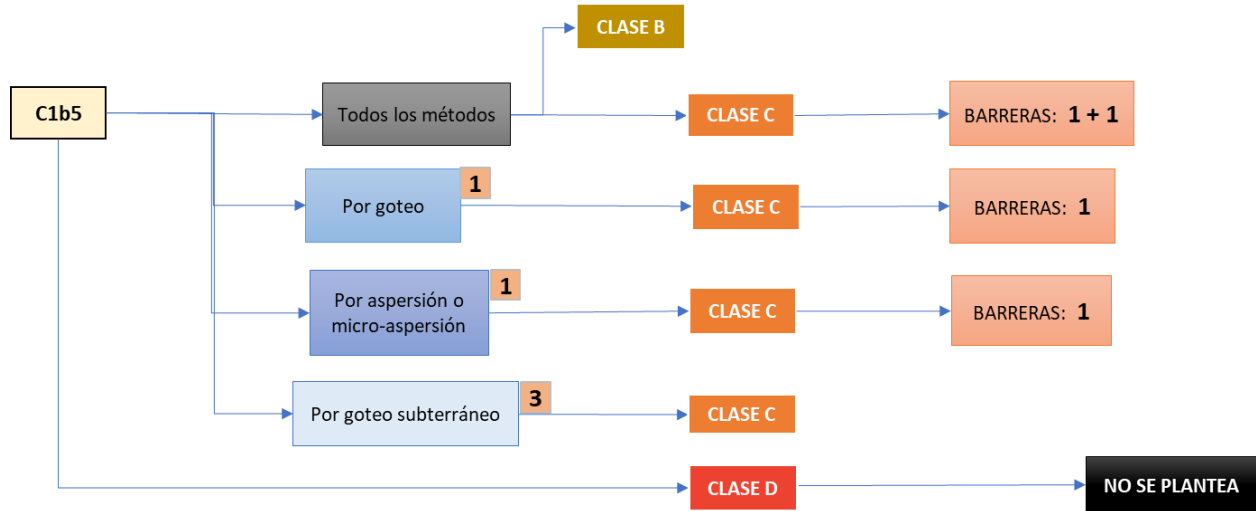 CLASE B
C1b5
Todos los métodos
CLASE C
BARRERAS: 1 + 1
Por goteo
1
CLASE C
BARRERAS: 1
Por aspersión o
micro-aspersión
1
CLASE C
BARRERAS: 1
Por goteo subterráneo
3
CLASE C
CLASE D
NO SE PLANTEA